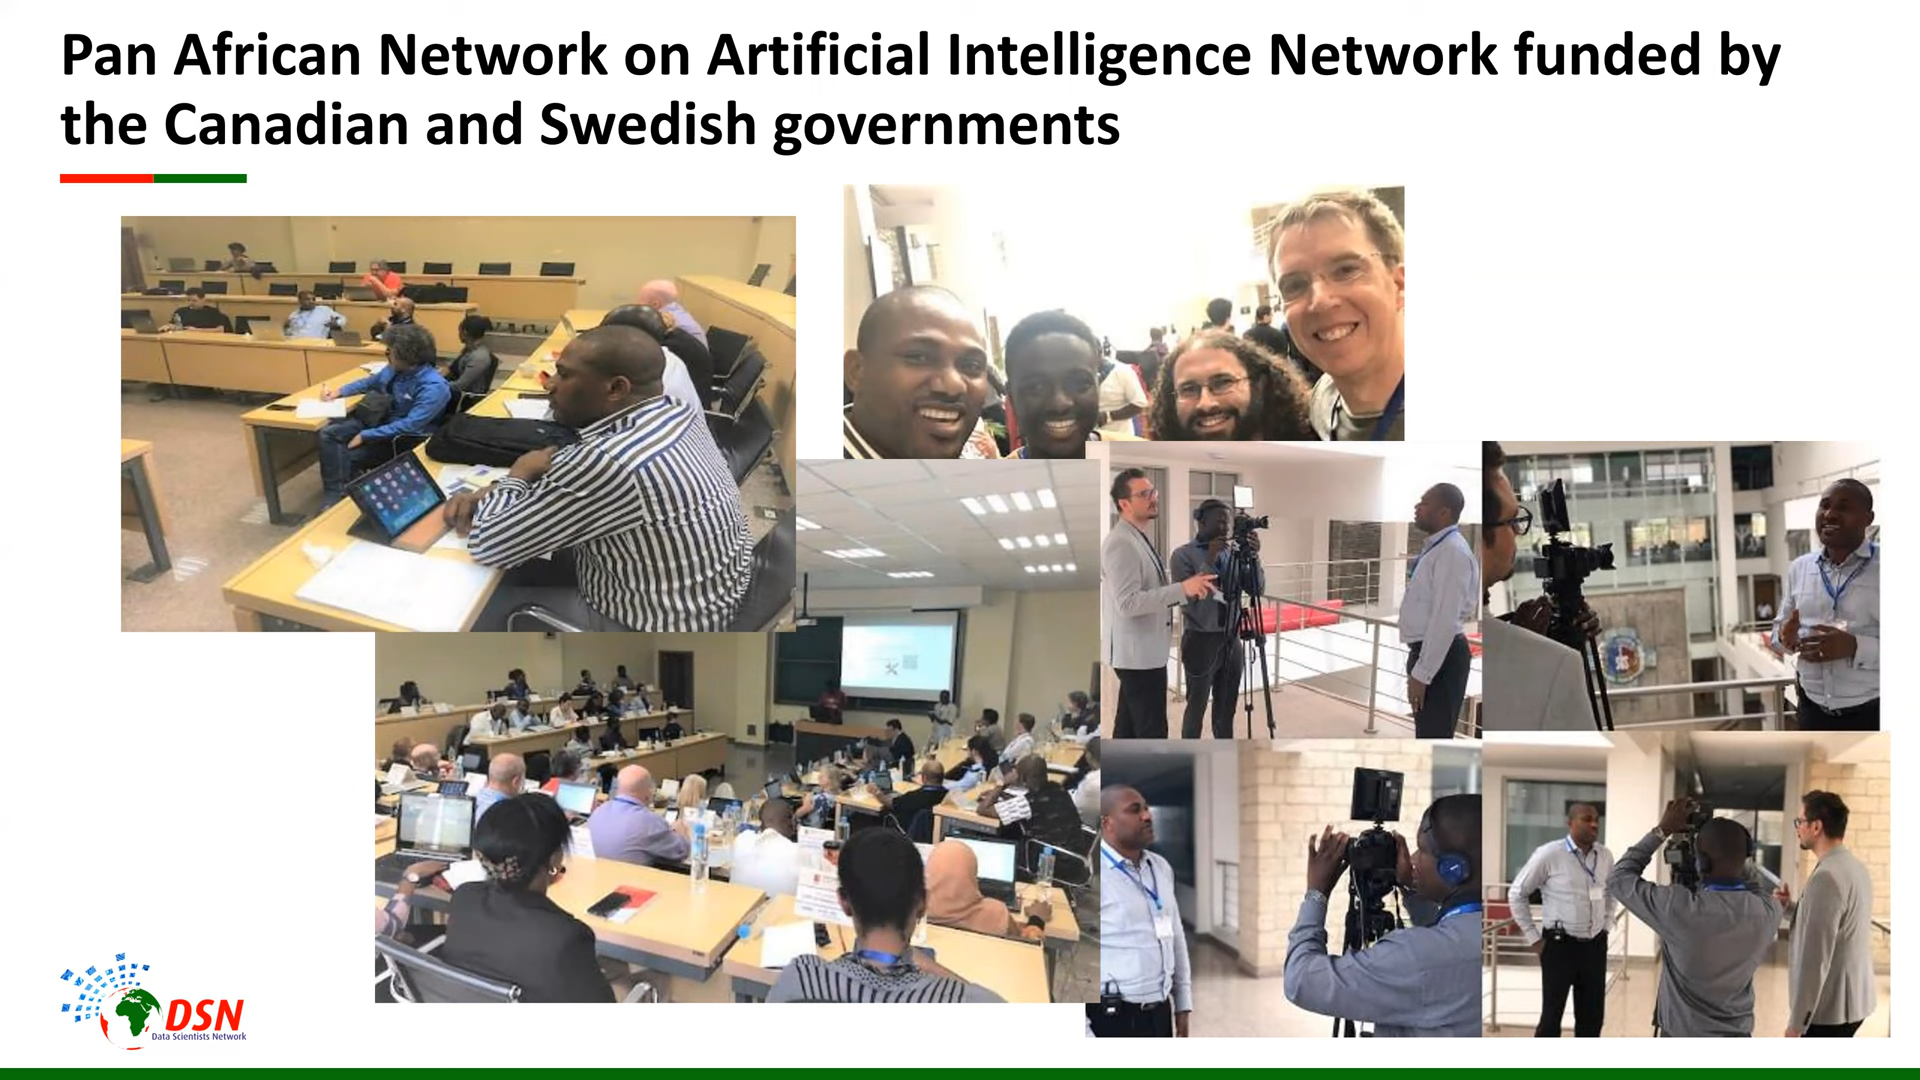 Pan African Network on Artificial Intelligence Network funded by
the Canadian and Swedish governments
DSN
Data Scientists Network